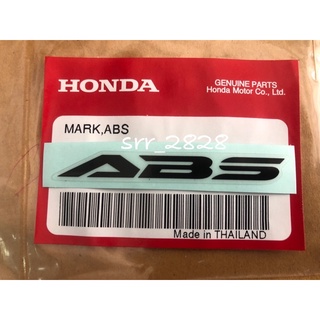 HONDA
GENUINE PARTS
Honda Motor Co., Ltd.
MARK,ABS
srr_2828
ABS
Made in THAILAND